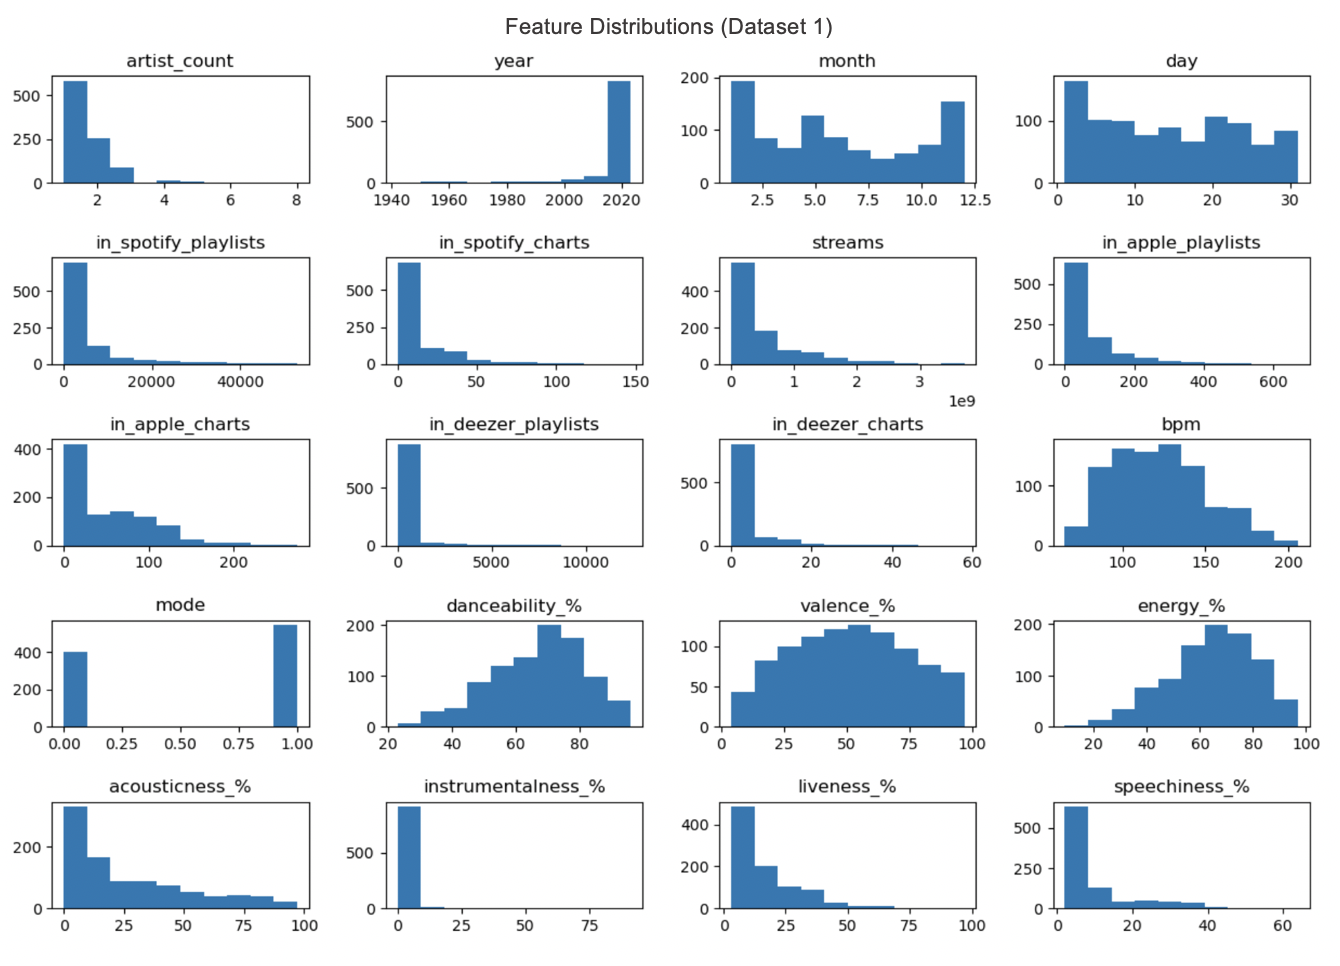 Feature Distributions (Dataset 1)
artist_count year month day
500 250 0 2 4 6 8
500 0 1940 1960 1980 2000 2020
200 100 0 2.5 5.0 7.5 10.0 12.5
100 0 0 10 20 30
in_spotify_playlists in_spotify_charts streams in_apple_playlists
500 250 0 0 20000 40000
500 250 0 0 50 100 150
400 200 0 0 1 2 3 1e9
500 250 0 0 200 400 600
in_apple_charts in_deezer_playlists in_deezer_charts bpm
400 200 0 0 100 200
500 0 0 5000 10000
500 0 0 20 40 60
100 0 100 150 200
mode danceability_% valence_% energy_%
400 200 0 0.00 0.25 0.50 0.75 1.00
200 100 0 20 40 60 80
100 50 0 0 25 50 75 100
200 100 0 20 40 60 80 100
acousticness_% instrumentalness_% liveness_% speechiness_%
200 0 0 25 50 75 100
500 0 0 25 50 75
400 200 0 0 25 50 75 100
500 250 0 0 20 40 60